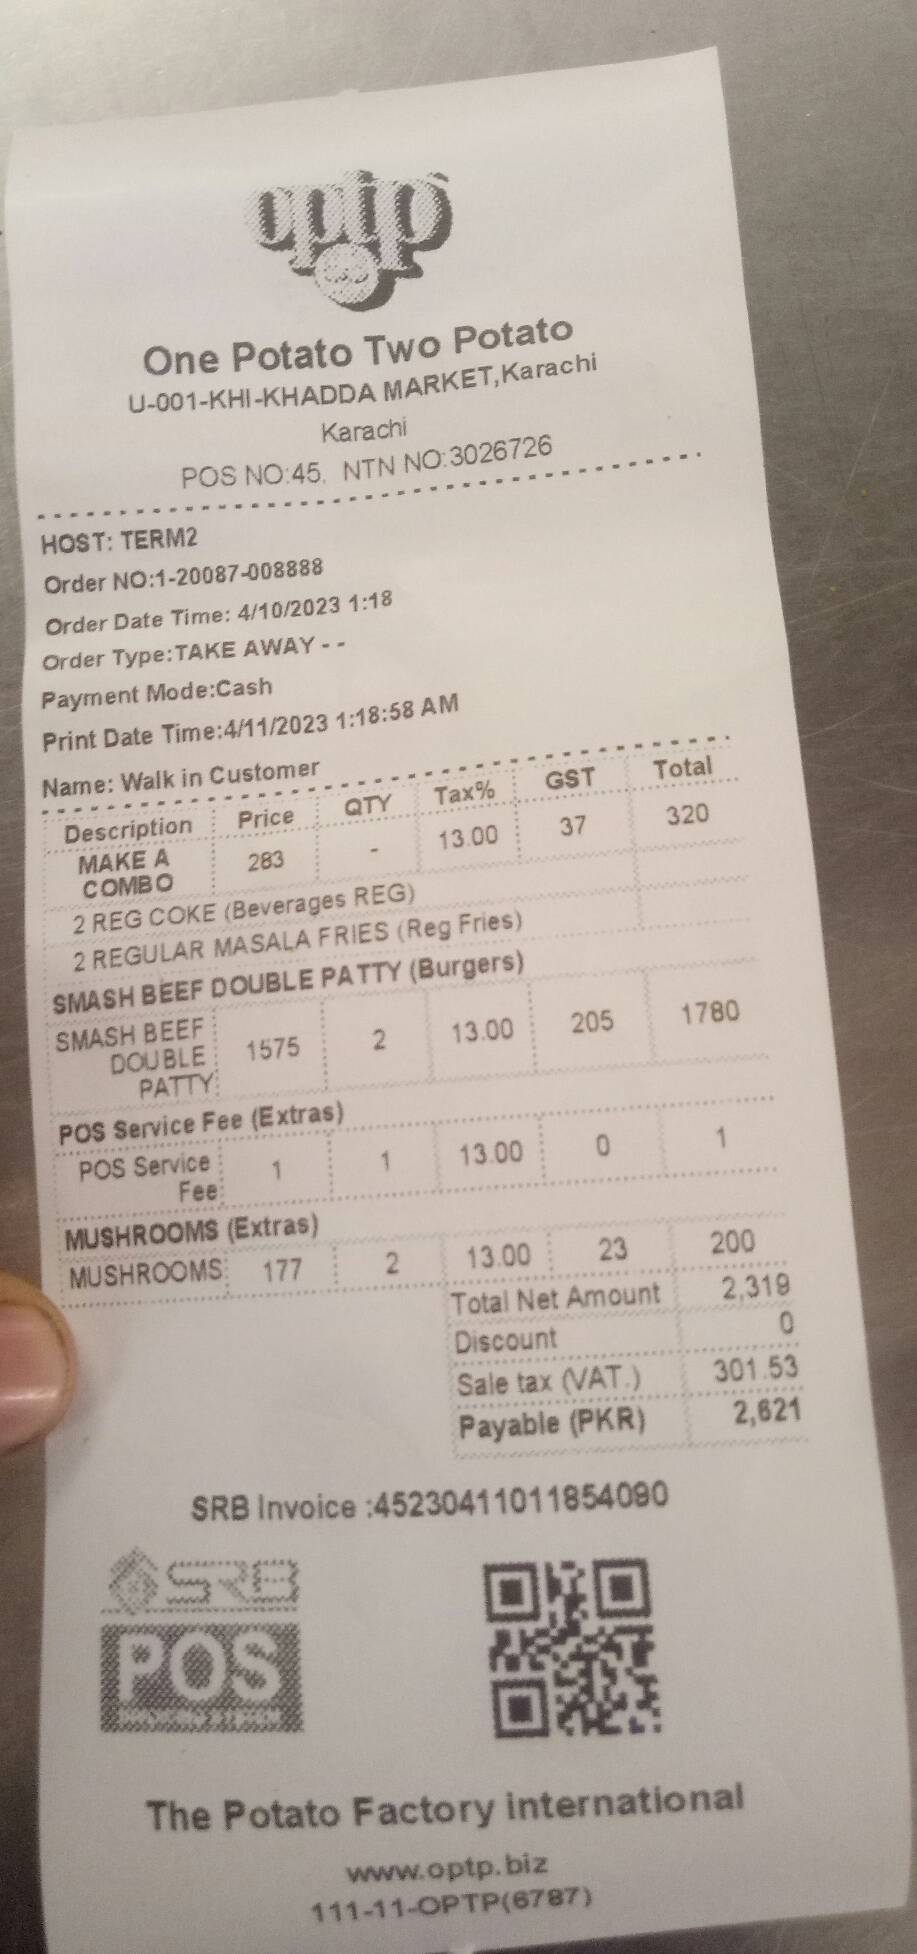 optp
One Potato Two Potato
U-001-KHI-KHADDA MARKET,Karachi
Karachi
POS NO:45, NTN NO:3026726
HOST: TERM2
Order NO:1-20087-008888
Order Date Time: 4/10/2023 1:18
Order Type:TAKE AWAY - -
Payment Mode:Cash
Print Date Time:4/11/2023 1:18:58 AM
Name: Walk in Customer
Description Price QTY Tax% GST Total
MAKE A COMBO 283 - 13.00 37 320
2 REG COKE (Beverages REG)
2 REGULAR MASALA FRIES (Reg Fries)
SMASH BEEF DOUBLE PATTY (Burgers)
SMASH BEEF DOUBLE PATTY 1575 2 13.00 205 1780
POS Service Fee (Extras)
POS Service Fee 1 1 13.00 0 1
MUSHROOMS (Extras)
MUSHROOMS 177 2 13.00 23 200
Total Net Amount 2,319
Discount 0
Sale tax (VAT.) 301.53
Payable (PKR) 2,621
SRB Invoice :45230411011854090
SRB
POS
The Potato Factory international
www.optp.biz
111-11-OPTP(6787)